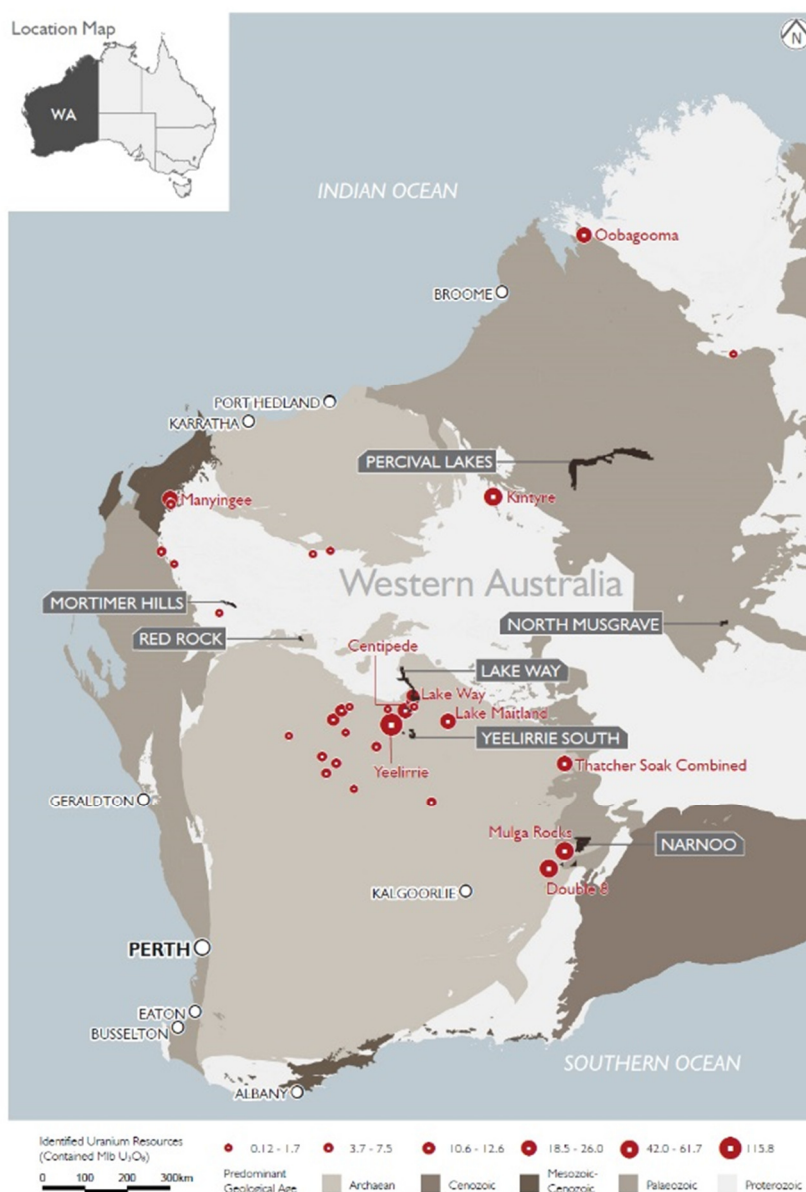 Location Map
WA
N
INDIAN OCEAN
Oobagooma
BROOME
PORT HEDLAND
KARRATHA
PERCIVAL LAKES
Manyingee
Kintyre
Western Australia
MORTIMER HILLS
NORTH MUSGRAVE
RED ROCK
Centipede
LAKE WAY
Lake Way
Lake Maitland
YEELIRRIE SOUTH
Yeelirrie
Thatcher Soak Combined
GERALDTON
Mulga Rocks
NARNOO
Double 8
KALGOORLIE
PERTH
EATON
BUSSELTON
SOUTHERN OCEAN
ALBANY
Identified Uranium Resources
(Contained Mlb U₃O₈)
0.12 - 1.7
3.7 - 7.5
10.6 - 12.6
18.5 - 26.0
42.0 - 61.7
115.8
0 100 200 300km
Predominant
Geological Age
Archaean
Cenozoic
Mesozoic-
Cenozoic
Palaeozoic
Proterozoic